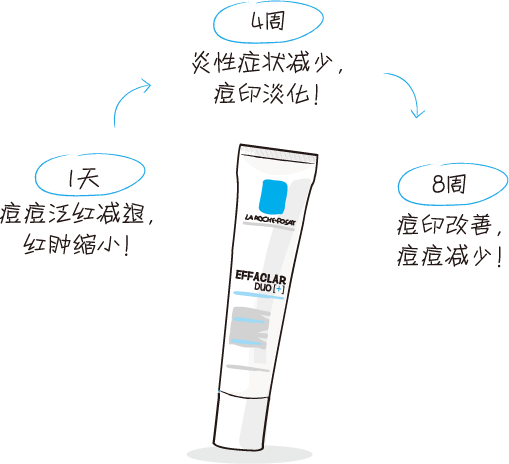 4周
炎性症状减少，
痘印淡化！
1天
痘痘泛红减退，
红肿缩小！
8周
痘印改善，
痘痘减少！
LA ROCHE-POSAY
EFFACLAR
DUO [+]